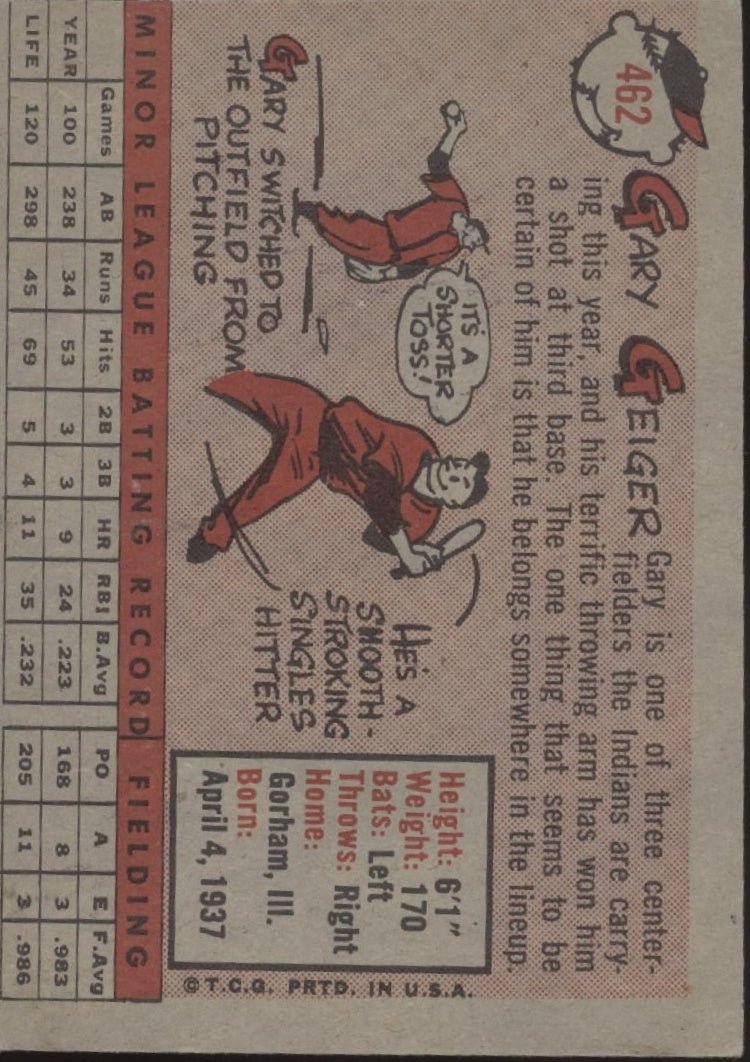 462
GARY GEIGER
Gary is one of three center-
fielders the Indians are carry-
ing this year, and his terrific throwing arm has won him
a shot at third base. The one thing that seems to be
certain of him is that he belongs somewhere in the lineup.
IT'S A
SHORTER
TOSS!
GARY SWITCHED TO
THE OUTFIELD FROM
PITCHING
HE'S A
SMOOTH-
STROKING
SINGLES
HITTER
Height: 6'1"
Weight: 170
Bats: Left
Throws: Right
Home:
Gorham, Ill.
Born:
April 4, 1937
©T.C.G. PRTD. IN U.S.A.
MINOR LEAGUE BATTING RECORD FIELDING
Games AB Runs Hits 2B 3B HR RBI B.Avg PO A E F.Avg
YEAR 100 238 34 53 3 3 9 24 .223 168 8 3 .983
LIFE 120 298 45 69 5 4 11 35 .232 205 11 3 .986